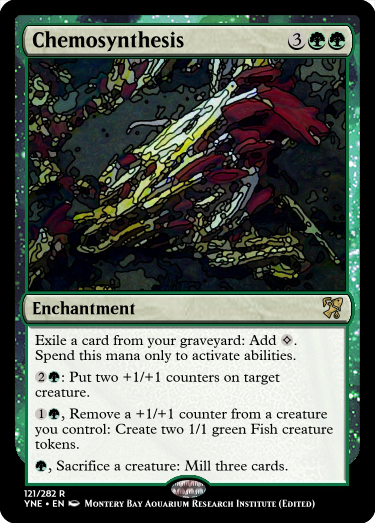 Chemosynthesis 3
Enchantment
Exile a card from your graveyard: Add
.
Spend this mana only to activate abilities.
2
: Put two +1/+1 counters on target
creature.
1
, Remove a +1/+1 counter from a creature
you control: Create two 1/1 green Fish creature
tokens.
, Sacrifice a creature: Mill three cards.
121/282 R
YNE • EN Montery Bay Aquarium Research Institute (Edited)